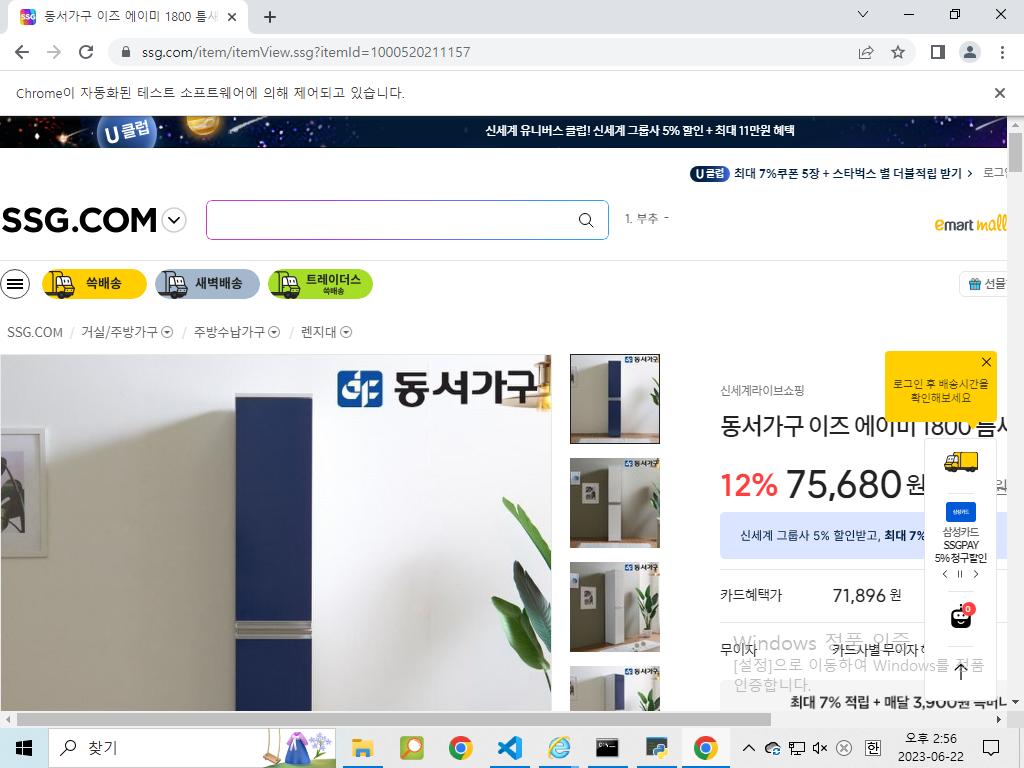 동서가구 이즈 에이미 1800 틈새
ssg.com/item/itemView.ssg?itemId=1000520211157
Chrome이 자동화된 테스트 소프트웨어에 의해 제어되고 있습니다.
U 클럽
신세계 유니버스 클럽! 신세계 그룹사 5% 할인 + 최대 11만원 혜택
U 클럽 최대 7%쿠폰 5장 + 스타벅스 별 더블적립 받기 >
SSG.COM
1. 부추 -
emart mall
쓱배송
새벽배송
트레이더스
쓱배송
선물
SSG.COM / 거실/주방가구 / 주방수납가구 / 렌지대
동서가구
로그인 후 배송시간을
확인해보세요
신세계라이브쇼핑
동서가구 이즈 에이미 1800 틈새
12% 75,680 원
원
삼성카드
신세계 그룹사 5% 할인받고, 최대 7%
삼성카드
SSGPAY
5% 청구할인
카드혜택가 71,896 원
0
무이자 카드사별 무이자
Windows 정품 인증
[설정]으로 이동하여 Windows를 정품
인증합니다.
최대 7% 적립 + 매달 3,900원
찾기
한
오후 2:56
2023-06-22